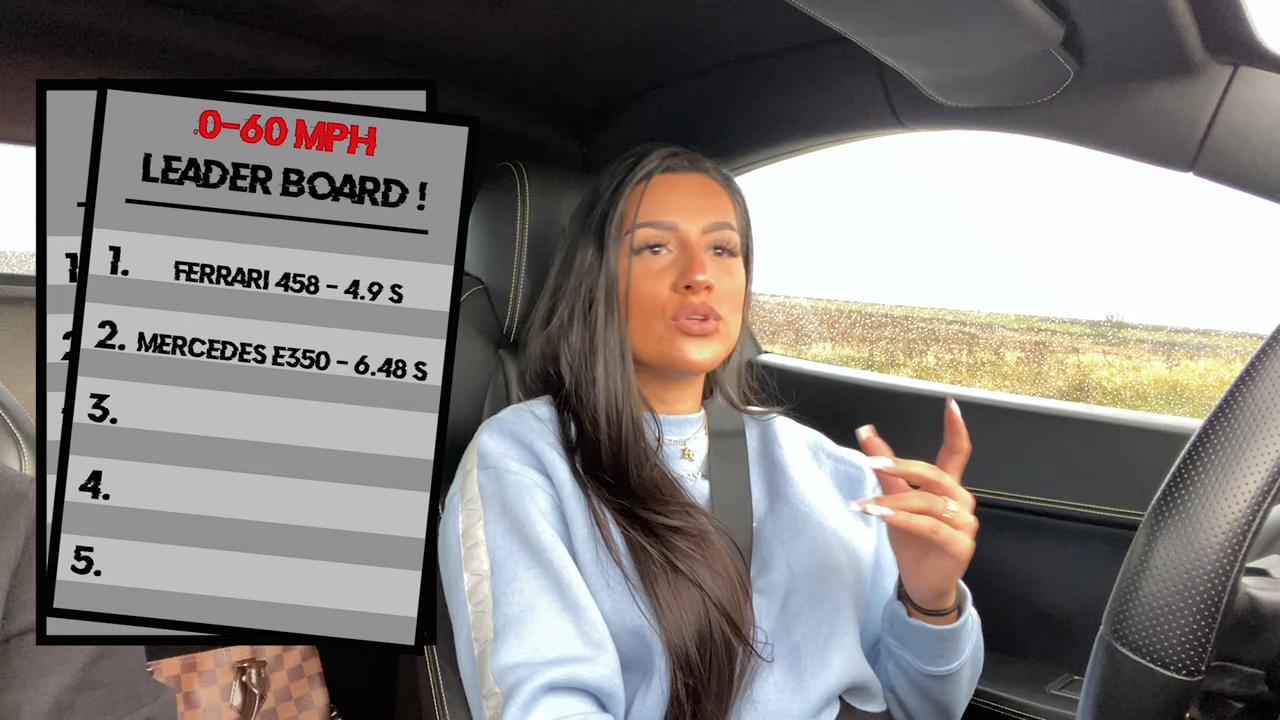 0-60 MPH
LEADER BOARD !
1. FERRARI 458 - 4.9 S
2. MERCEDES E350 - 6.48 S
3.
4.
5.